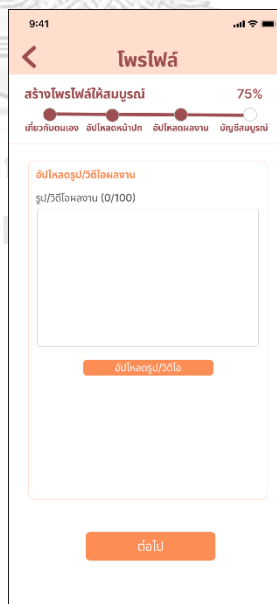 9:41
โพรไฟล์
สร้างโพรไฟล์ให้สมบูรณ์ 75%
เกี่ยวกับตนเอง อัปโหลดหน้าปก อัปโหลดผลงาน บัญชีสมบูรณ์
อัปโหลดรูป/วิดีโอผลงาน
รูป/วิดีโอผลงาน (0/100)
อัปโหลดรูป/วิดีโอ
ต่อไป